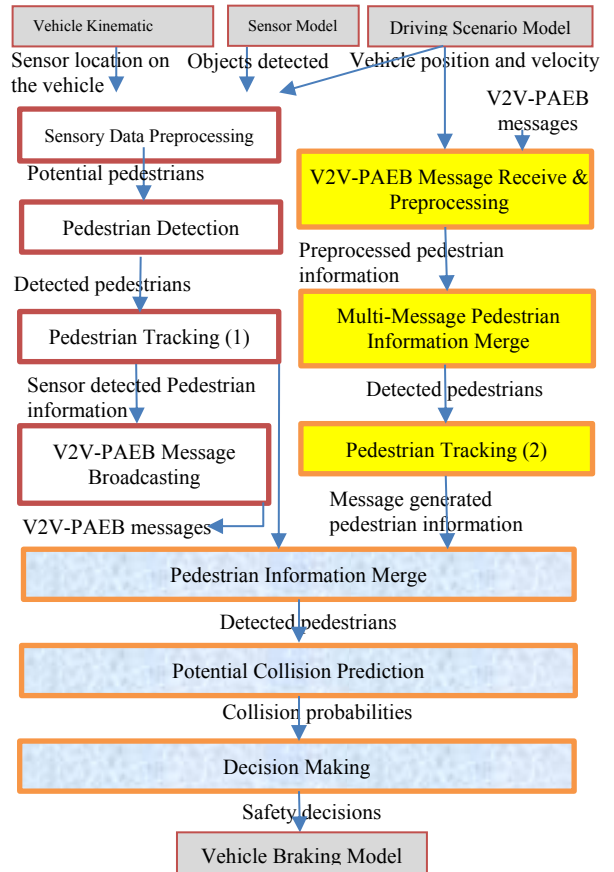 Vehicle Kinematic
Sensor Model
Driving Scenario Model
Sensor location on
the vehicle
Objects detected
Vehicle position and velocity
V2V-PAEB
messages
Sensory Data Preprocessing
Potential pedestrians
V2V-PAEB Message Receive &
Preprocessing
Pedestrian Detection
Preprocessed pedestrian
information
Detected pedestrians
Multi-Message Pedestrian
Information Merge
Pedestrian Tracking (1)
Sensor detected Pedestrian
information
Detected pedestrians
V2V-PAEB Message
Broadcasting
Pedestrian Tracking (2)
V2V-PAEB messages
Message generated
pedestrian information
Pedestrian Information Merge
Detected pedestrians
Potential Collision Prediction
Collision probabilities
Decision Making
Safety decisions
Vehicle Braking Model